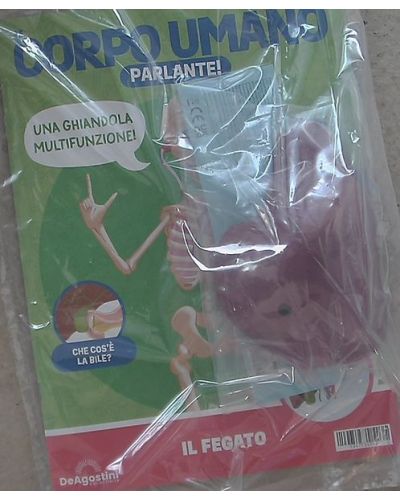 CORPO UMANO
PARLANTE!
UNA GHIANDOLA
MULTIFUNZIONE!
CHE COS'È
LA BILE?
IL FEGATO
DeAgostini